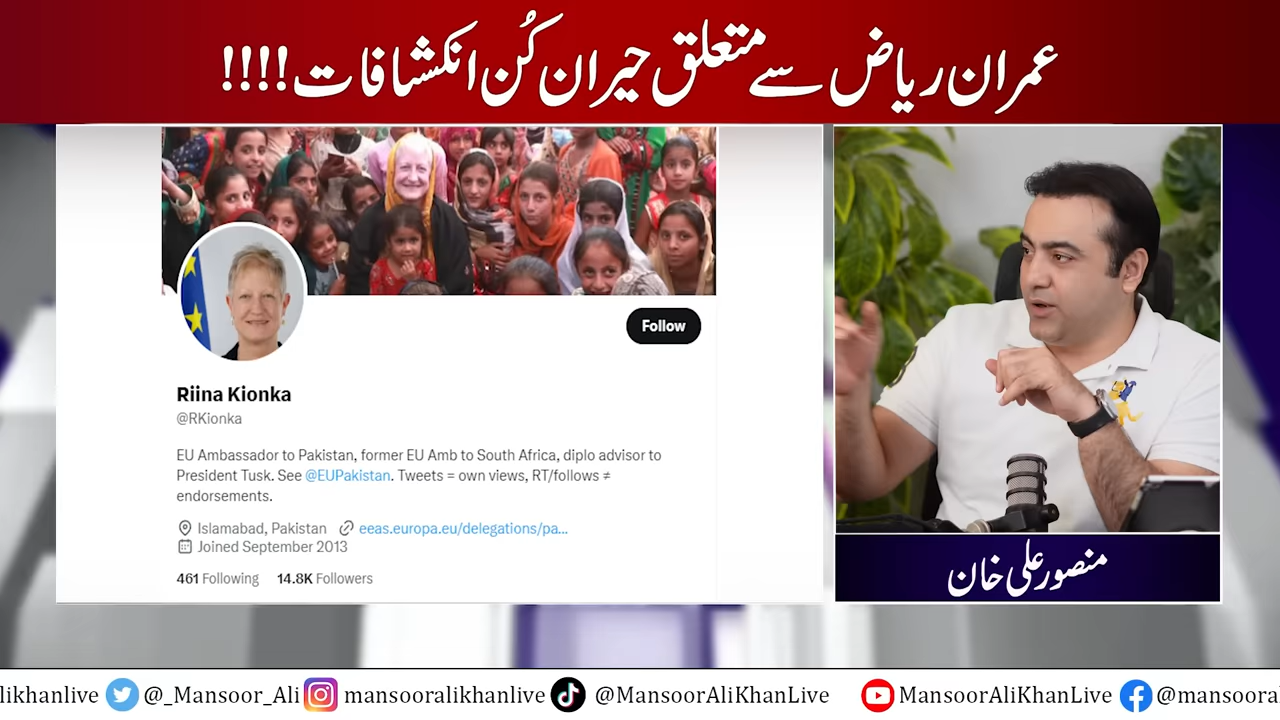 عمران ریاض سے متعلق حیران کُن انکشافات!!!!
Follow
Riina Kionka
@RKionka
EU Ambassador to Pakistan, former EU Amb to South Africa, diplo advisor to
President Tusk. See @EUPakistan. Tweets = own views, RT/follows ≠
endorsements.
Islamabad, Pakistan eeas.europa.eu/delegations/pa...
Joined September 2013
461 Following 14.8K Followers
منصور علی خان
likhanlive @_Mansoor_Ali mansooralikhanlive @MansoorAliKhanLive MansoorAliKhanLive @mansoora